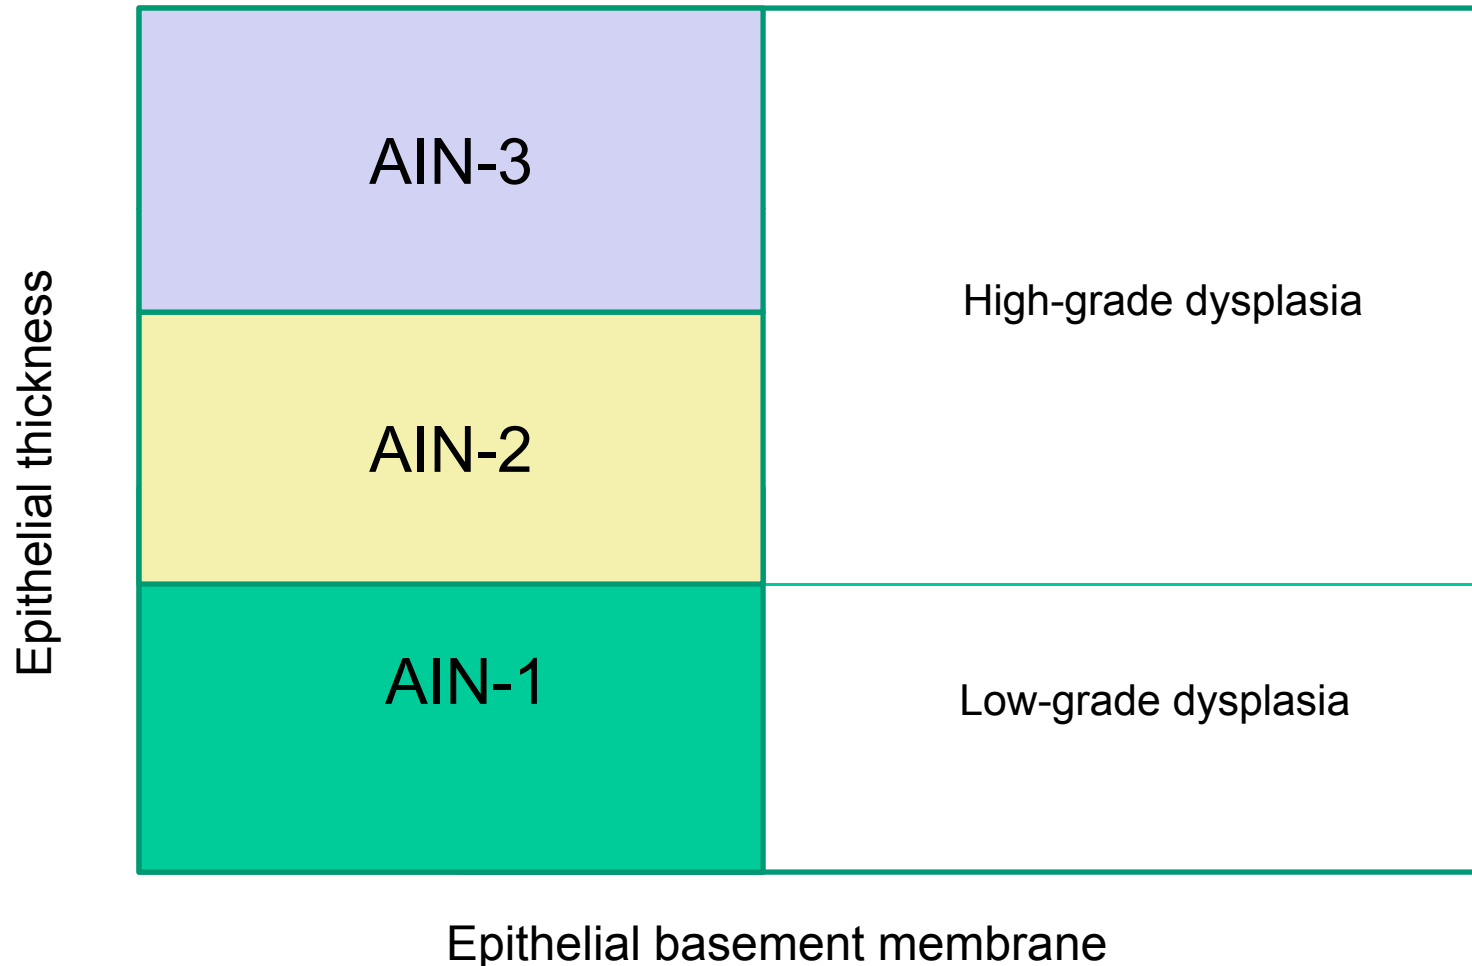 AIN-3
High-grade dysplasia
AIN-2
Epithelial thickness
AIN-1
Low-grade dysplasia
Epithelial basement membrane